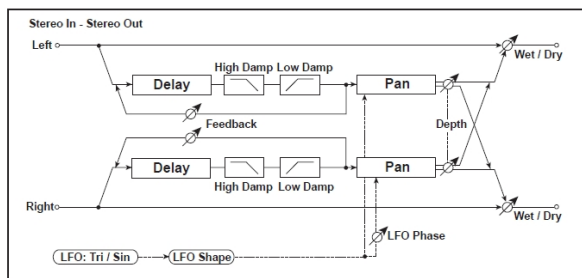 Stereo In - Stereo Out
Left
Wet / Dry
High Damp Low Damp
Delay
Pan
Feedback
Depth
Delay
Pan
High Damp Low Damp
Right
Wet / Dry
LFO Phase
LFO: Tri / Sin
LFO Shape